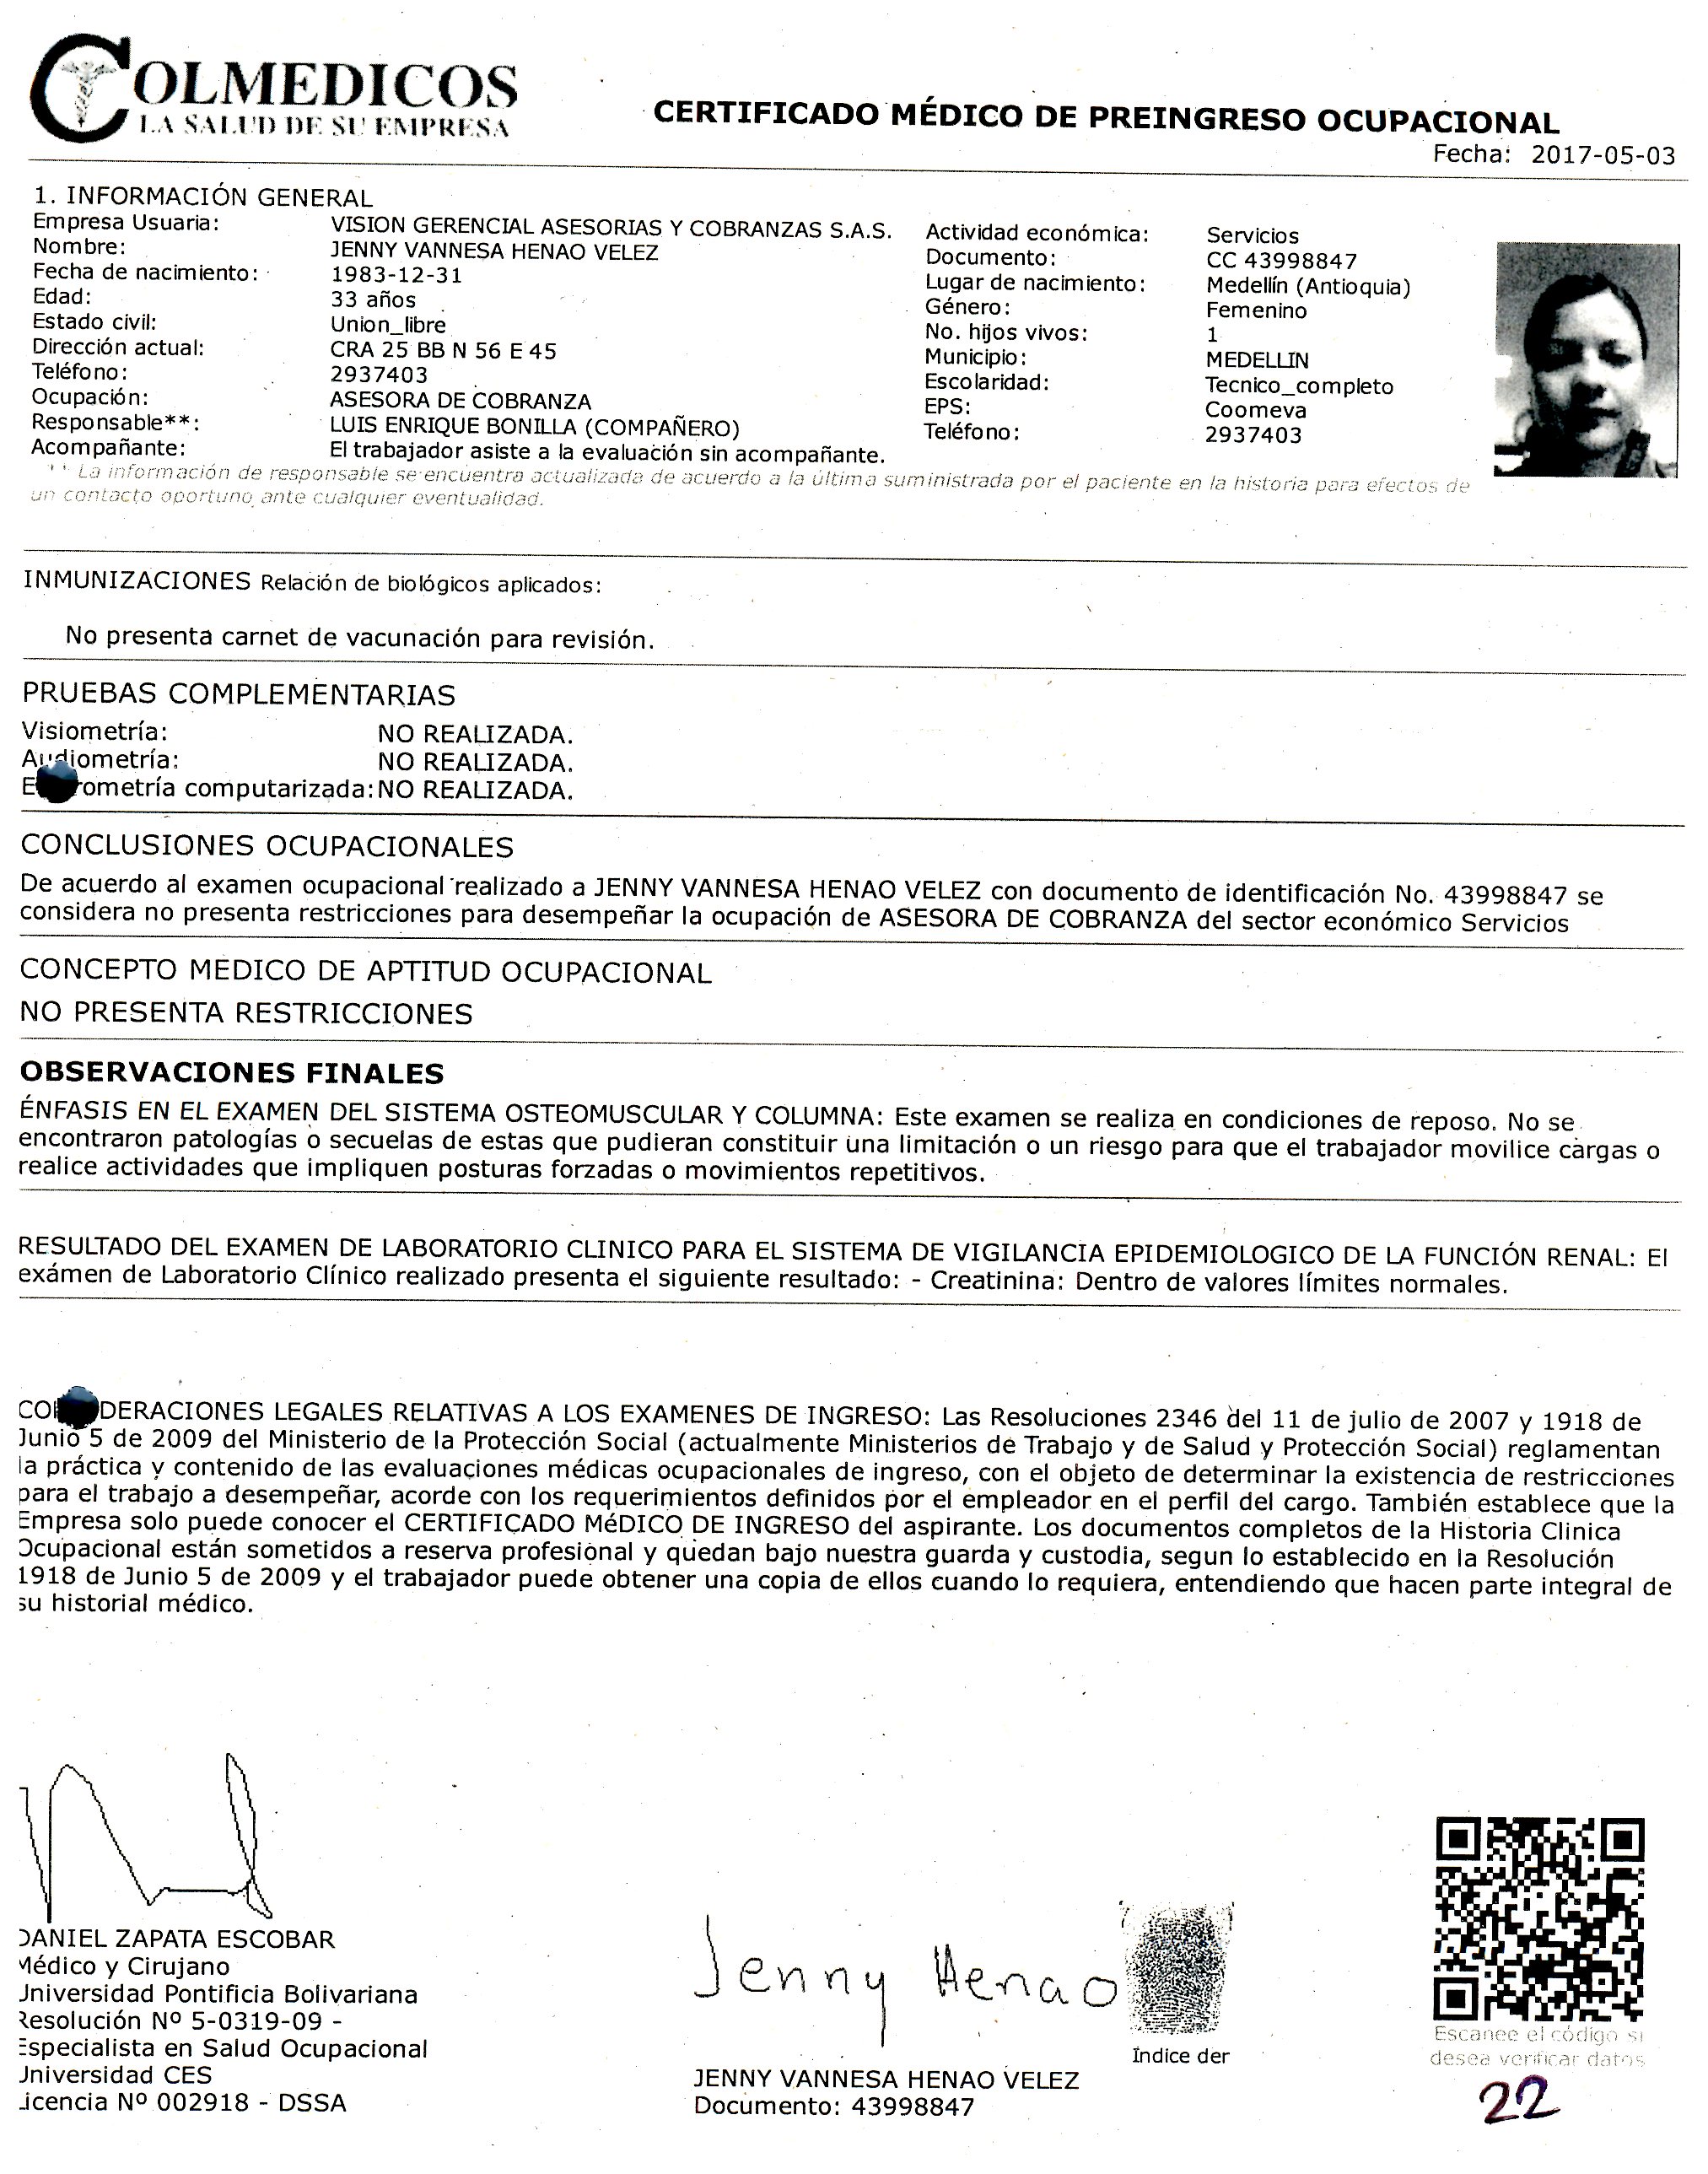 COLMEDICOS
LA SALUD DE SU EMPRESA
CERTIFICADO MÉDICO DE PREINGRESO OCUPACIONAL
Fecha: 2017-05-03
1. INFORMACIÓN GENERAL
Empresa Usuaria: VISION GERENCIAL ASESORIAS Y COBRANZAS S.A.S. Actividad económica: Servicios
Nombre: JENNY VANNESA HENAO VELEZ Documento: CC 43998847
Fecha de nacimiento: 1983-12-31 Lugar de nacimiento: Medellín (Antioquia)
Edad: 33 años Género: Femenino
Estado civil: Union_libre No. hijos vivos: 1
Dirección actual: CRA 25 BB N 56 E 45 Municipio: MEDELLIN
Teléfono: 2937403 Escolaridad: Tecnico_completo
Ocupación: ASESORA DE COBRANZA EPS: Coomeva
Responsable**: LUIS ENRIQUE BONILLA (COMPAÑERO) Teléfono: 2937403
Acompañante: El trabajador asiste a la evaluación sin acompañante.
** La información de responsable se encuentra actualizada de acuerdo a la última suministrada por el paciente en la historia para efectos de
un contacto oportuno ante cualquier eventualidad.
INMUNIZACIONES Relación de biológicos aplicados:
No presenta carnet de vacunación para revisión.
PRUEBAS COMPLEMENTARIAS
Visiometría: NO REALIZADA.
Audiometría: NO REALIZADA.
E rometría computarizada: NO REALIZADA.
CONCLUSIONES OCUPACIONALES
De acuerdo al examen ocupacional realizado a JENNY VANNESA HENAO VELEZ con documento de identificación No. 43998847 se
considera no presenta restricciones para desempeñar la ocupación de ASESORA DE COBRANZA del sector económico Servicios
CONCEPTO MEDICO DE APTITUD OCUPACIONAL
NO PRESENTA RESTRICCIONES
OBSERVACIONES FINALES
ÉNFASIS EN EL EXAMEN DEL SISTEMA OSTEOMUSCULAR Y COLUMNA: Este examen se realiza en condiciones de reposo. No se
encontraron patologías o secuelas de estas que pudieran constituir una limitación o un riesgo para que el trabajador movilice cargas o
realice actividades que impliquen posturas forzadas o movimientos repetitivos.
RESULTADO DEL EXAMEN DE LABORATORIO CLINICO PARA EL SISTEMA DE VIGILANCIA EPIDEMIOLOGICO DE LA FUNCIÓN RENAL: El
exámen de Laboratorio Clínico realizado presenta el siguiente resultado: - Creatinina: Dentro de valores límites normales.
CO DERACIONES LEGALES RELATIVAS A LOS EXAMENES DE INGRESO: Las Resoluciones 2346 del 11 de julio de 2007 y 1918 de
Junio 5 de 2009 del Ministerio de la Protección Social (actualmente Ministerios de Trabajo y de Salud y Protección Social) reglamentan
la práctica y contenido de las evaluaciones médicas ocupacionales de ingreso, con el objeto de determinar la existencia de restricciones
para el trabajo a desempeñar, acorde con los requerimientos definidos por el empleador en el perfil del cargo. También establece que la
Empresa solo puede conocer el CERTIFICADO MéDICO DE INGRESO del aspirante. Los documentos completos de la Historia Clinica
Ocupacional están sometidos a reserva profesional y quedan bajo nuestra guarda y custodia, segun lo establecido en la Resolución
1918 de Junio 5 de 2009 y el trabajador puede obtener una copia de ellos cuando lo requiera, entendiendo que hacen parte integral de
su historial médico.
DANIEL ZAPATA ESCOBAR
Médico y Cirujano
Universidad Pontificia Bolivariana
Resolución Nº 5-0319-09 -
Especialista en Salud Ocupacional
Universidad CES
Licencia Nº 002918 - DSSA
Jenny Henao
Índice der
JENNY VANNESA HENAO VELEZ
Documento: 43998847
Escanee el código si
desea verificar datos
22